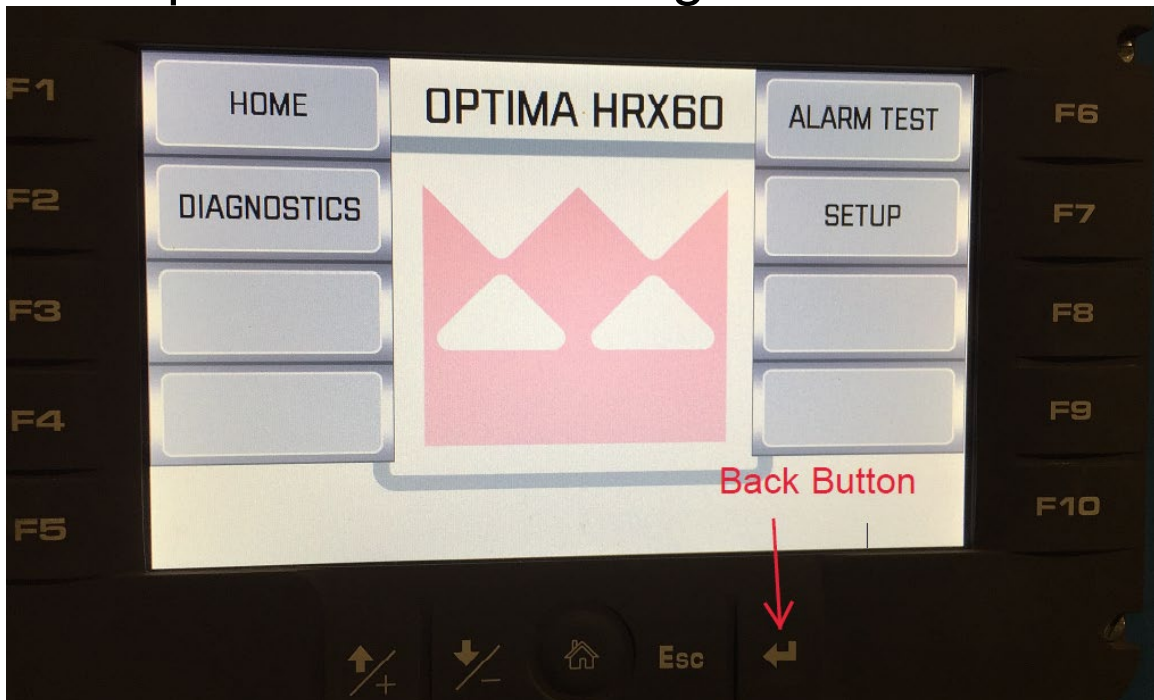 F1
HOME
OPTIMA HRX60
ALARM TEST
F6
F2
DIAGNOSTICS
SETUP
F7
F3
F8
F4
F9
Back Button
F5
F10
+
-
Esc